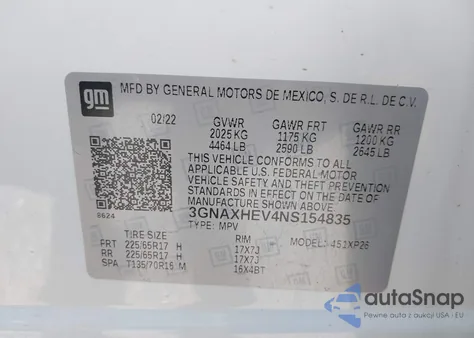 gm
MFD BY GENERAL MOTORS DE MEXICO, S. DE R.L. DE C.V.
02/22 GVWR GAWR FRT GAWR RR
2025 KG 1175 KG 1200 KG
4464 LB 2590 LB 2645 LB
THIS VEHICLE CONFORMS TO ALL
APPLICABLE U.S. FEDERAL MOTOR
VEHICLE SAFETY AND THEFT PREVENTION
STANDARDS IN EFFECT ON THE DATE OF
MANUFACTURE SHOWN ABOVE.
8624 3GNAXHEV4NS154835
TYPE: MPV
TIRE SIZE RIM MODEL: 451XP26
FRT 225/65R17 H 17X7J
RR 225/65R17 H 17X7J
SPA T135/70R16 M 16X4BT
autoSnap
Pewne auto z USA - EU